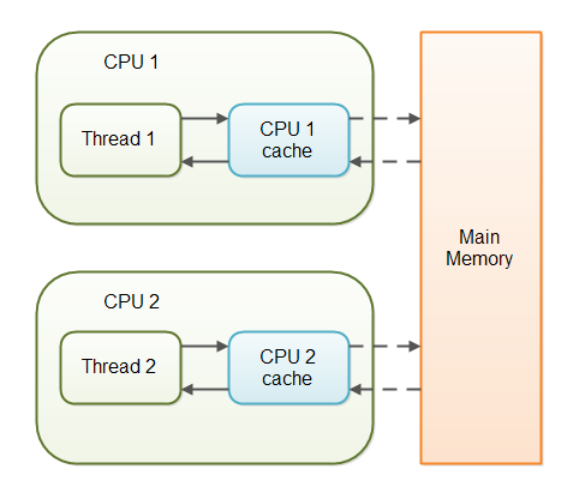 CPU 1
Thread 1
CPU 1
cache
Main
Memory
CPU 2
Thread 2
CPU 2
cache